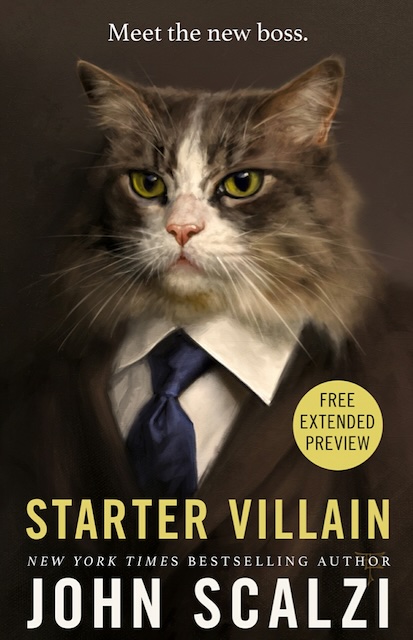 Meet the new boss.
FREE
EXTENDED
PREVIEW
STARTER VILLAIN
NEW YORK TIMES BESTSELLING AUTHOR
JOHN SCALZI